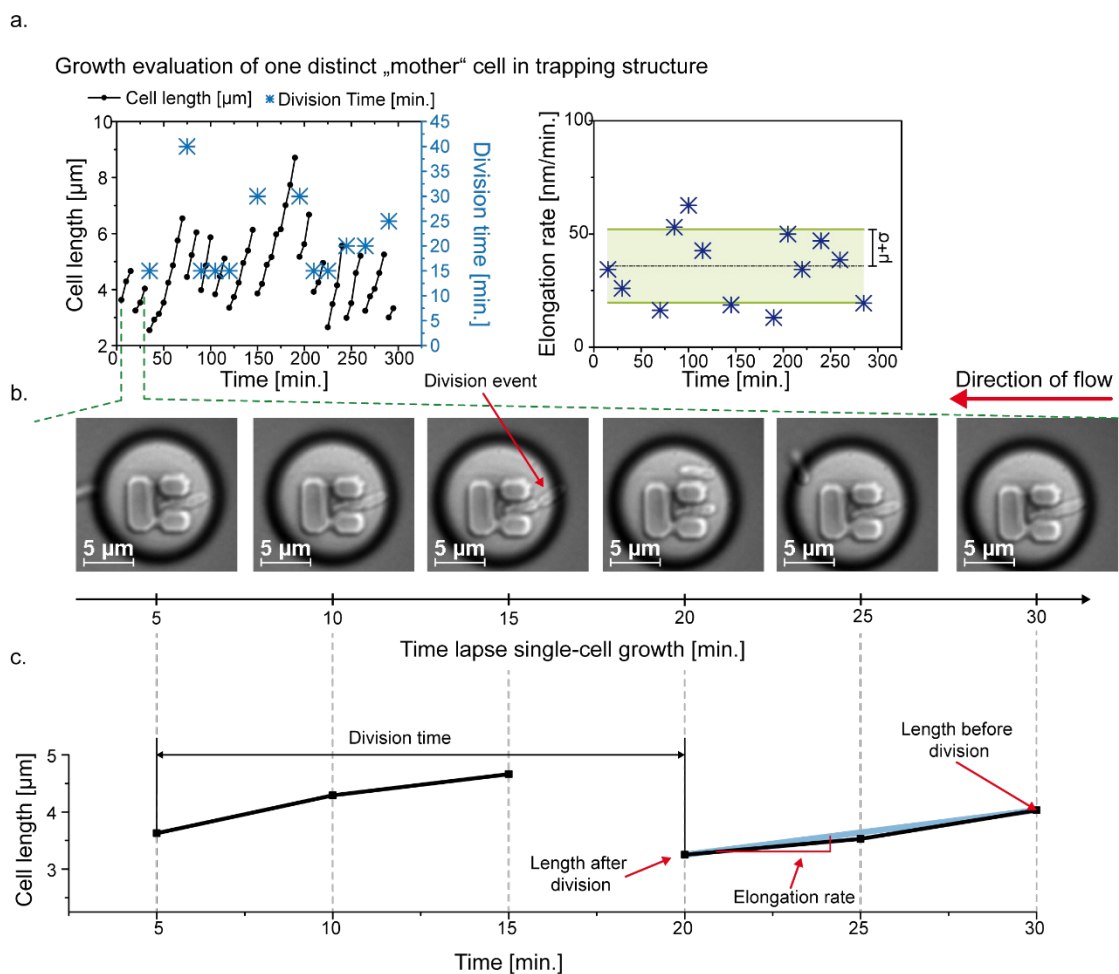 a.
Growth evaluation of one distinct „mother“ cell in trapping structure
Cell length [µm] Division Time [min.]
10
8
6
4
2
Cell length [µm]
45
40
35
30
25
20
15
10
5
0
Division time [min.]
0 50 100 150 200 250 300
Time [min.]
100
50
0
Elongation rate [nm/min.]
µ+σ
0 50 100 150 200 250 300
Time [min.]
b.
Division event
Direction of flow
5 µm
5 µm
5 µm
5 µm
5 µm
5 µm
5 10 15 20 25 30
Time lapse single-cell growth [min.]
c.
Division time
Length before
division
5
4
3
Cell length [µm]
Length after
division
Elongation rate
5 10 15 20 25 30
Time [min.]